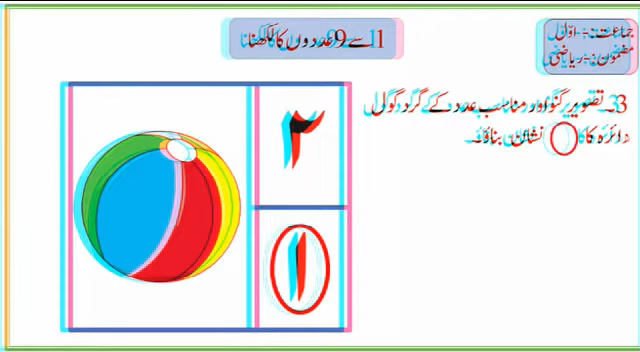 جماعت:- اوّل
مضمون:- ریاضی
1 سے 9 عددوں کا لکھنا
3۔ تصویریں گنو اور مناسب عدد کے گرد گول
دائرہ کا نشان بناؤ۔
۲
۱